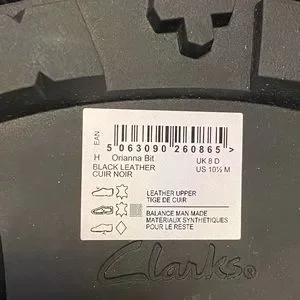 EAN
5 063090 260865 >
H Orianna Bit UK 8 D
BLACK LEATHER US 10½ M
CUIR NOIR
LEATHER UPPER
TIGE DE CUIR
BALANCE MAN MADE
MATERIAUX SYNTHÉTIQUES
POUR LE RESTE
Clarks